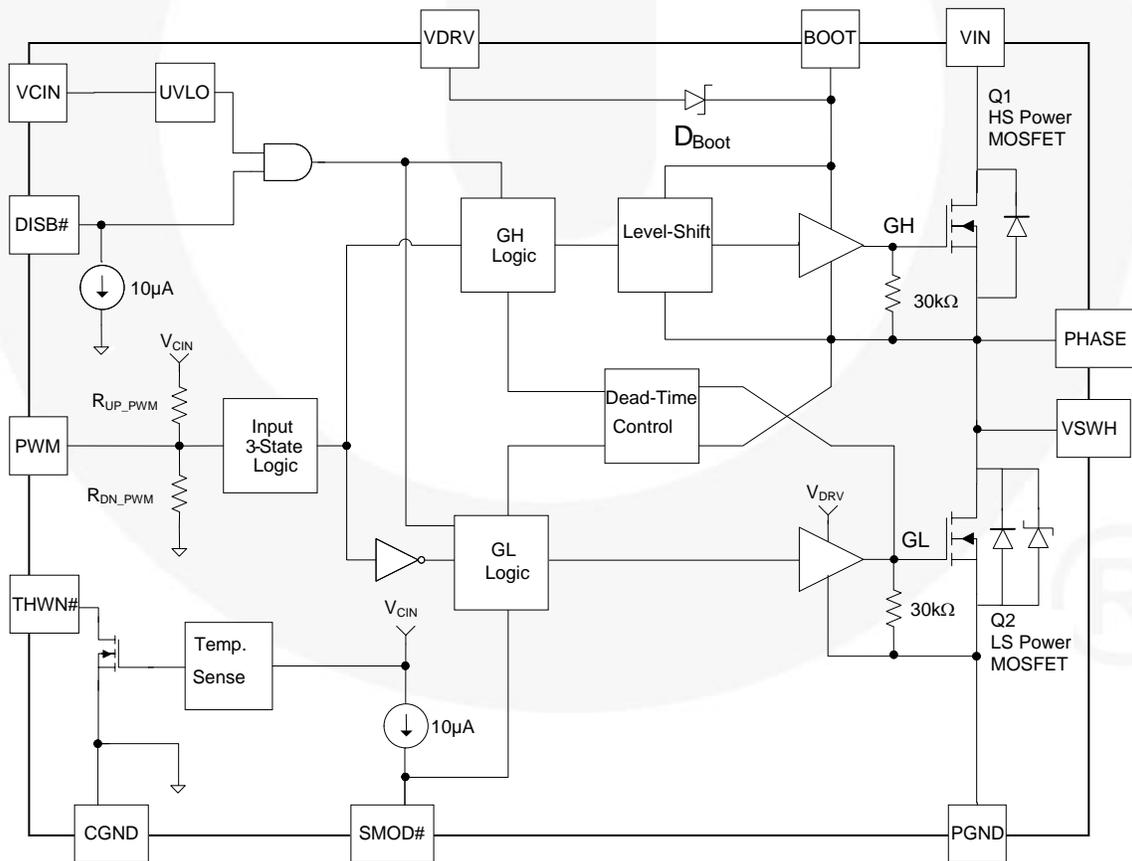 VDRV
BOOT
VIN
VCIN
UVLO
Q1
HS Power
MOSFET
DBoot
DISB#
GH
Logic
Level-Shift
GH
10µA
30kΩ
VCIN
PHASE
RUP_PWM
Dead-Time
Control
PWM
Input
3-State
Logic
VSWH
RDN_PWM
VDRV
GL
Logic
GL
THWN#
VCIN
30kΩ
Temp.
Sense
Q2
LS Power
MOSFET
10µA
CGND
SMOD#
PGND
®